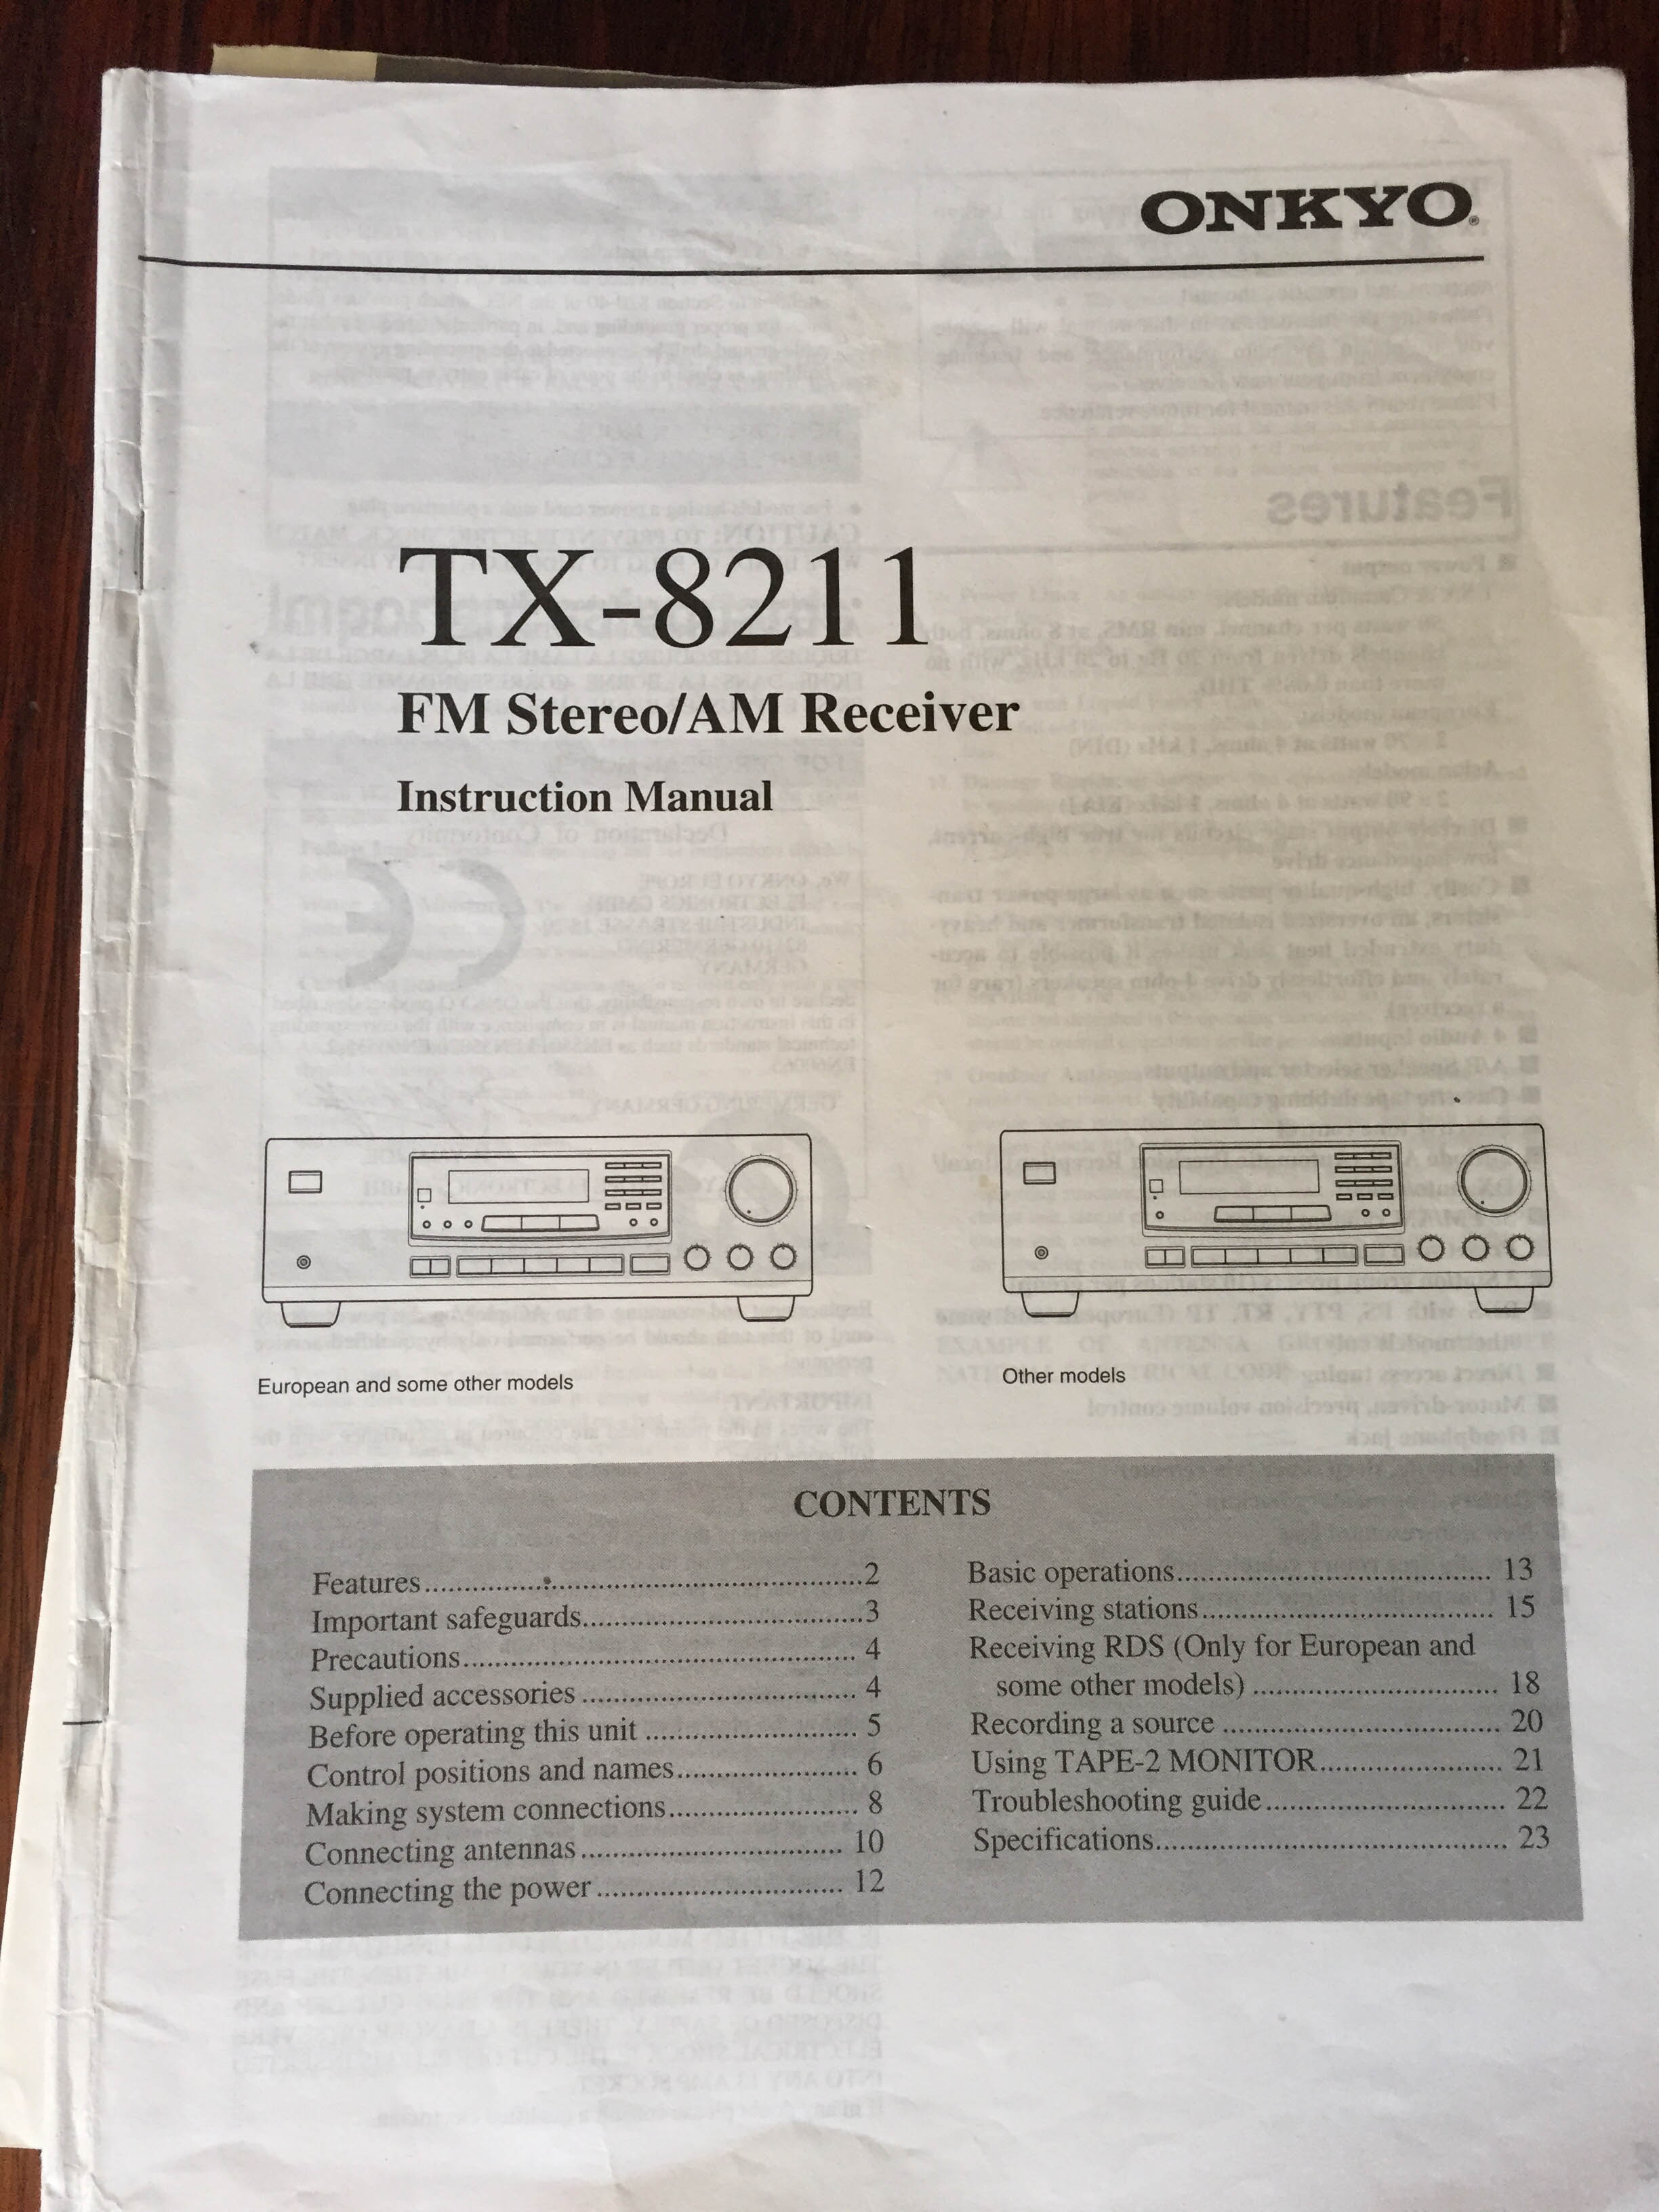 ONKYO®
TX-8211
FM Stereo/AM Receiver
Instruction Manual
European and some other models
Other models
CONTENTS
Features..........................................................2
Important safeguards.....................................3
Precautions.................................................... 4
Supplied accessories .................................... 4
Before operating this unit ............................ 5
Control positions and names........................ 6
Making system connections......................... 8
Connecting antennas................................... 10
Connecting the power................................. 12
Basic operations.......................................... 13
Receiving stations....................................... 15
Receiving RDS (Only for European and
some other models) ................................. 18
Recording a source ..................................... 20
Using TAPE-2 MONITOR......................... 21
Troubleshooting guide................................ 22
Specifications.............................................. 23